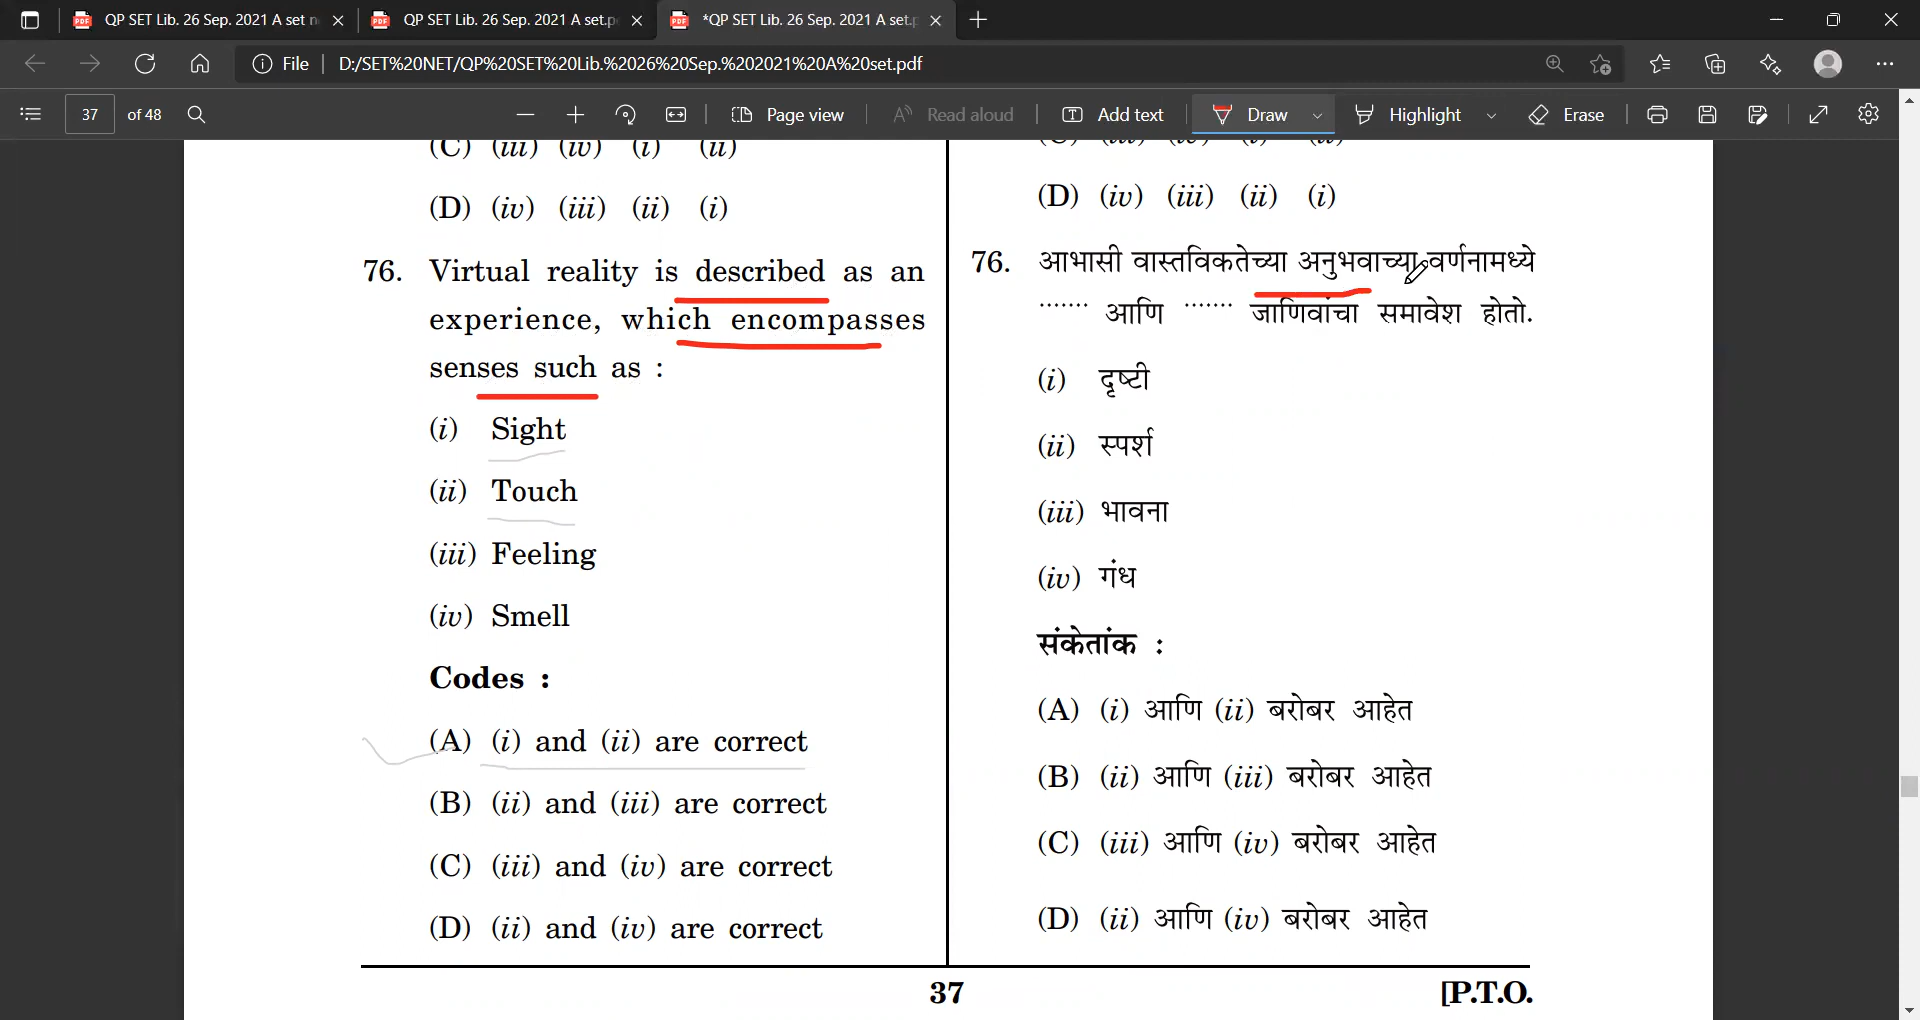 QP SET Lib. 26 Sep. 2021 A set n
QP SET Lib. 26 Sep. 2021 A set.p
*QP SET Lib. 26 Sep. 2021 A set.p
File
D:/SET%20NET/QP%20SET%20Lib.%2026%20Sep.%202021%20A%20set.pdf
37 of 48
Page view
Read aloud
Add text
Draw
Highlight
Erase
(C) (iii) (iv) (i) (ii)
(D) (iv) (iii) (ii) (i)
76. Virtual reality is described as an
experience, which encompasses
senses such as :
(i) Sight
(ii) Touch
(iii) Feeling
(iv) Smell
Codes :
(A) (i) and (ii) are correct
(B) (ii) and (iii) are correct
(C) (iii) and (iv) are correct
(D) (ii) and (iv) are correct
(C) (iii) (iv) (i) (ii)
(D) (iv) (iii) (ii) (i)
76. आभासी वास्तविकतेच्या अनुभवाच्या वर्णनामध्ये
....... आणि ....... जाणिवांचा समावेश होतो.
(i) दृष्टी
(ii) स्पर्श
(iii) भावना
(iv) गंध
संकेतांक :
(A) (i) आणि (ii) बरोबर आहेत
(B) (ii) आणि (iii) बरोबर आहेत
(C) (iii) आणि (iv) बरोबर आहेत
(D) (ii) आणि (iv) बरोबर आहेत
37
[P.T.O.